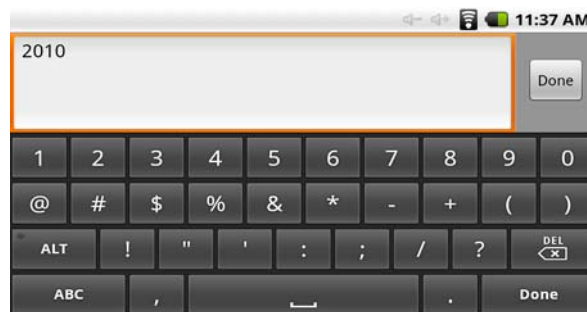 11:37 AM
2010
Done
1 2 3 4 5 6 7 8 9 0
@ # $ % & * - + ( )
ALT ! " ' : ; / ? DEL
ABC , . Done